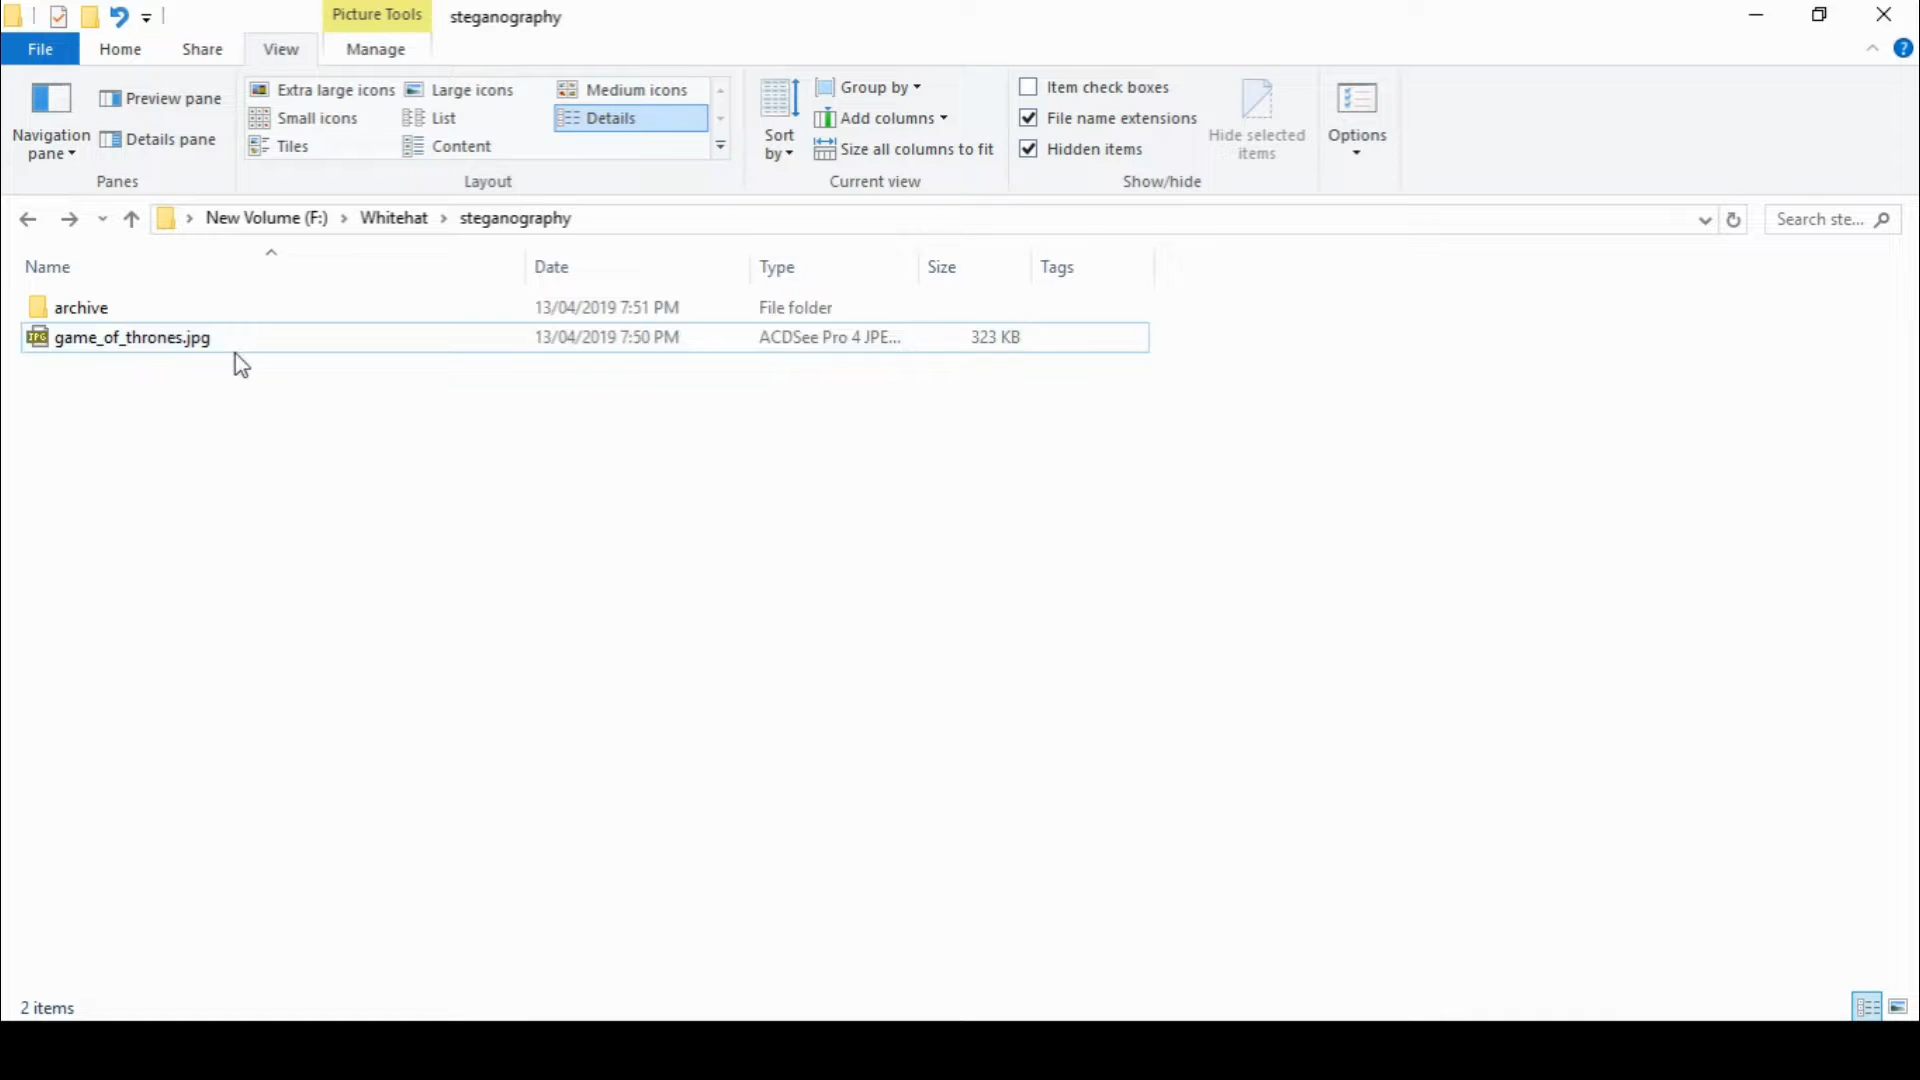 Picture Tools
steganography
File
Home
Share
View
Manage
Navigation pane
Preview pane
Details pane
Panes
Extra large icons
Large icons
Medium icons
Small icons
List
Details
Tiles
Content
Layout
Sort by
Group by
Add columns
Size all columns to fit
Current view
Item check boxes
File name extensions
Hidden items
Hide selected items
Show/hide
Options
New Volume (F:)
Whitehat
steganography
Search ste...
Name
Date
Type
Size
Tags
archive
13/04/2019 7:51 PM
File folder
JPG
game_of_thrones.jpg
13/04/2019 7:50 PM
ACDSee Pro 4 JPE...
323 KB
2 items